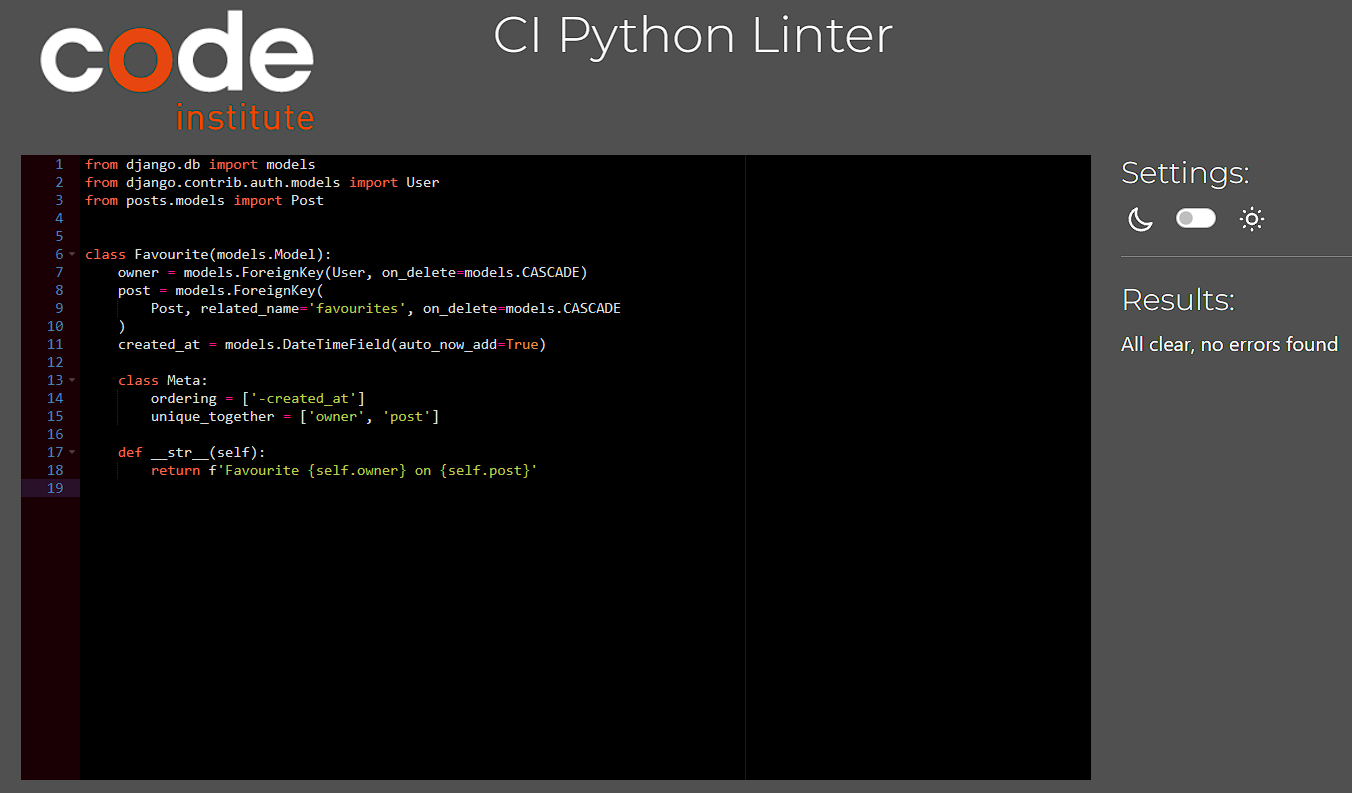 code
institute
CI Python Linter
1 from django.db import models
2 from django.contrib.auth.models import User
3 from posts.models import Post
4
5
6 class Favourite(models.Model):
7     owner = models.ForeignKey(User, on_delete=models.CASCADE)
8     post = models.ForeignKey(
9         Post, related_name='favourites', on_delete=models.CASCADE
10     )
11     created_at = models.DateTimeField(auto_now_add=True)
12
13     class Meta:
14         ordering = ['-created_at']
15         unique_together = ['owner', 'post']
16
17     def __str__(self):
18         return f'Favourite {self.owner} on {self.post}'
19
Settings:
Results:
All clear, no errors found